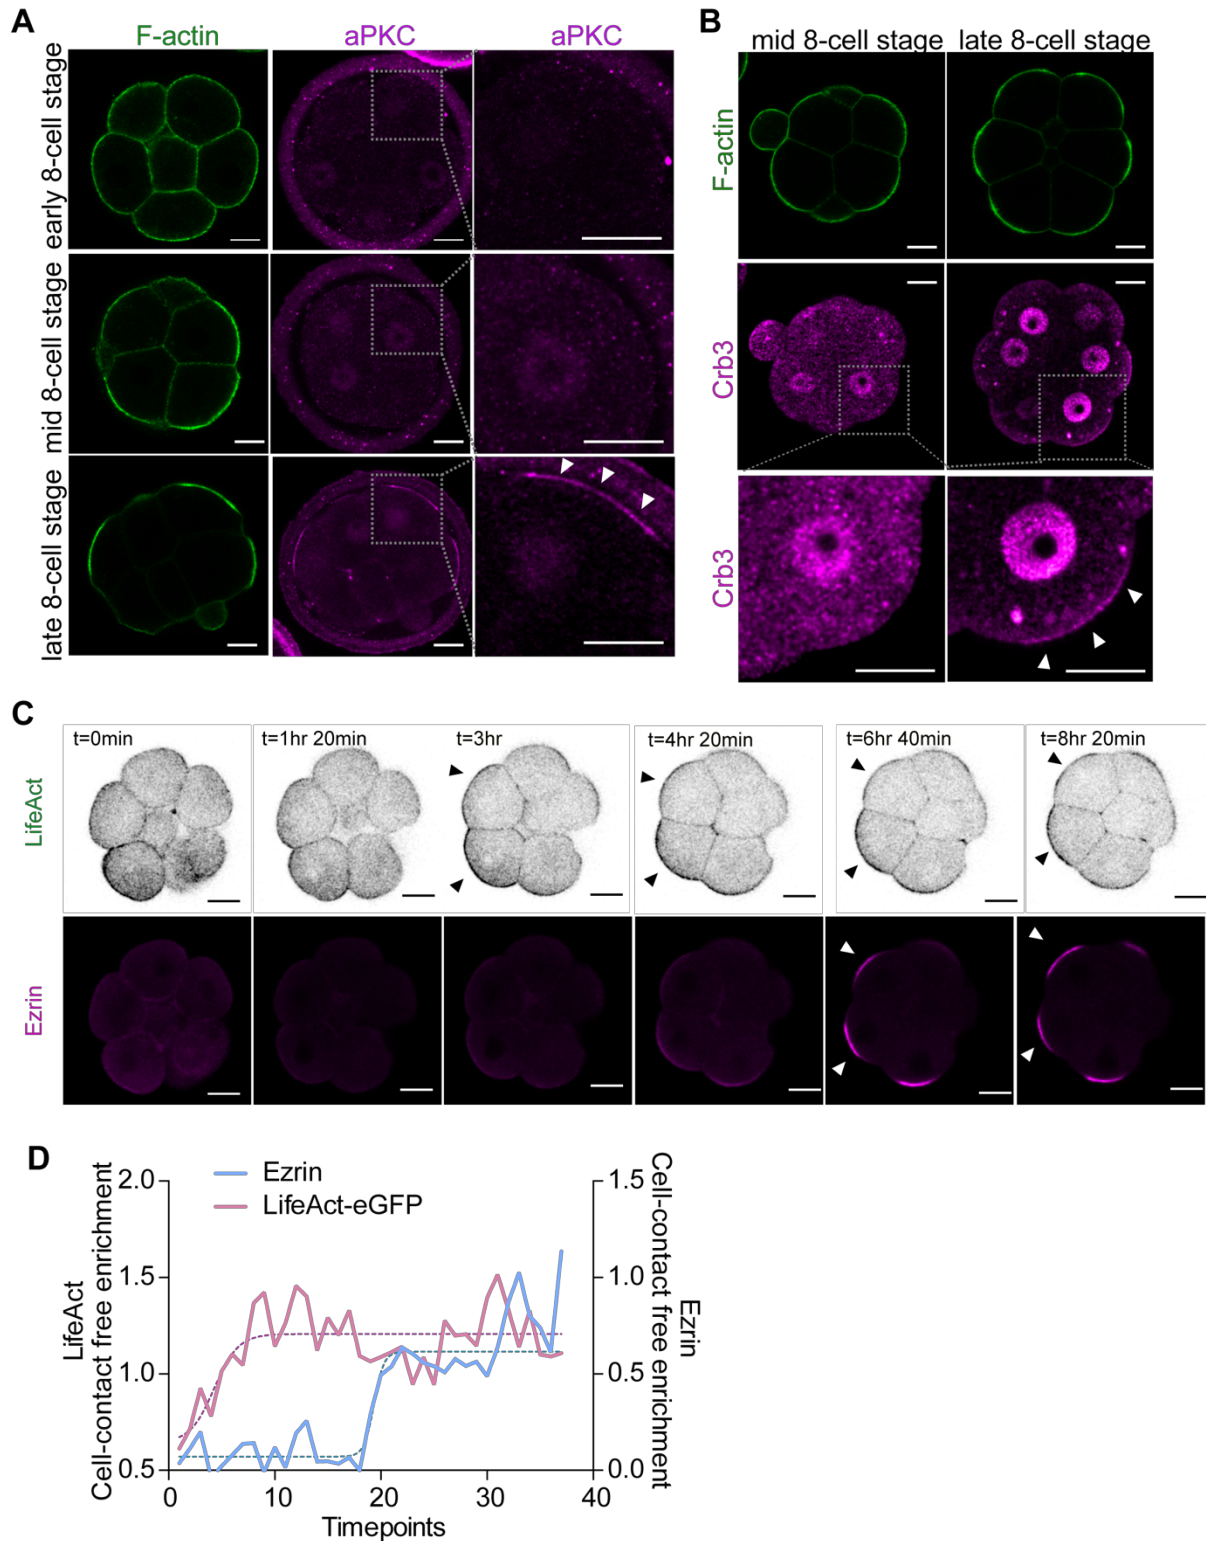 A
F-actin
aPKC
aPKC
early 8-cell stage
mid 8-cell stage
late 8-cell stage
B
mid 8-cell stage
late 8-cell stage
F-actin
Crb3
Crb3
C
LifeAct
t=0min
t=1hr 20min
t=3hr
t=4hr 20min
t=6hr 40min
t=8hr 20min
Ezrin
D
Ezrin
LifeAct-eGFP
LifeAct
Cell-contact free enrichment
2.0
1.5
1.0
0.5
1.5
1.0
0.5
0.0
Ezrin
Cell-contact free enrichment
0
10
20
30
40
Timepoints